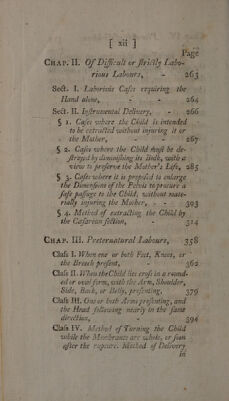 [ xii ]
Page
CHAP. II. Of Difficult or ſtrictly Labo-
rious Labours, - 263
Sect. I. Laborious Caſes requiring the
Hand alone, - - 264
Sect. II. Inſtrumental Delivery, - - 266
§ 1. Caſes where the Child is intended
to be extracted without injuring it or
the Mother, - - 267
§ 2. Caſes where the Child muſt be de-
ſtroyed by diminiſhing its Bulk, with a
view to preſerve the Mother's Life, 285
§ 3. Caſes where it is propoſed to enlarge
the Dimenſions of the Pelvis to procure a
ſafe paſſage to the Child, without mate-
rially injuring the Mother, - - 303
§ 4. Method of extracting the Child by
the Cæſarean ſection, - 314
CHAP. III. Preternatural Labours, 358
Claſs I. When one or both Feet, Knees, or
the Breech preſent, - 362
Claſs II. When the Child lies croſs in a round-
ed or oval form, with the Arm, Shoulder,
Side, Back, or Belly, preſenting, 379
Claſs III. One or both Arms preſenting, and
the Head following nearly in the ſame
direction, - 394
Claſs IV. Method of Turning the Child
while the Membranes are whole, or ſoon
after the rupture. Method of Delivery
in